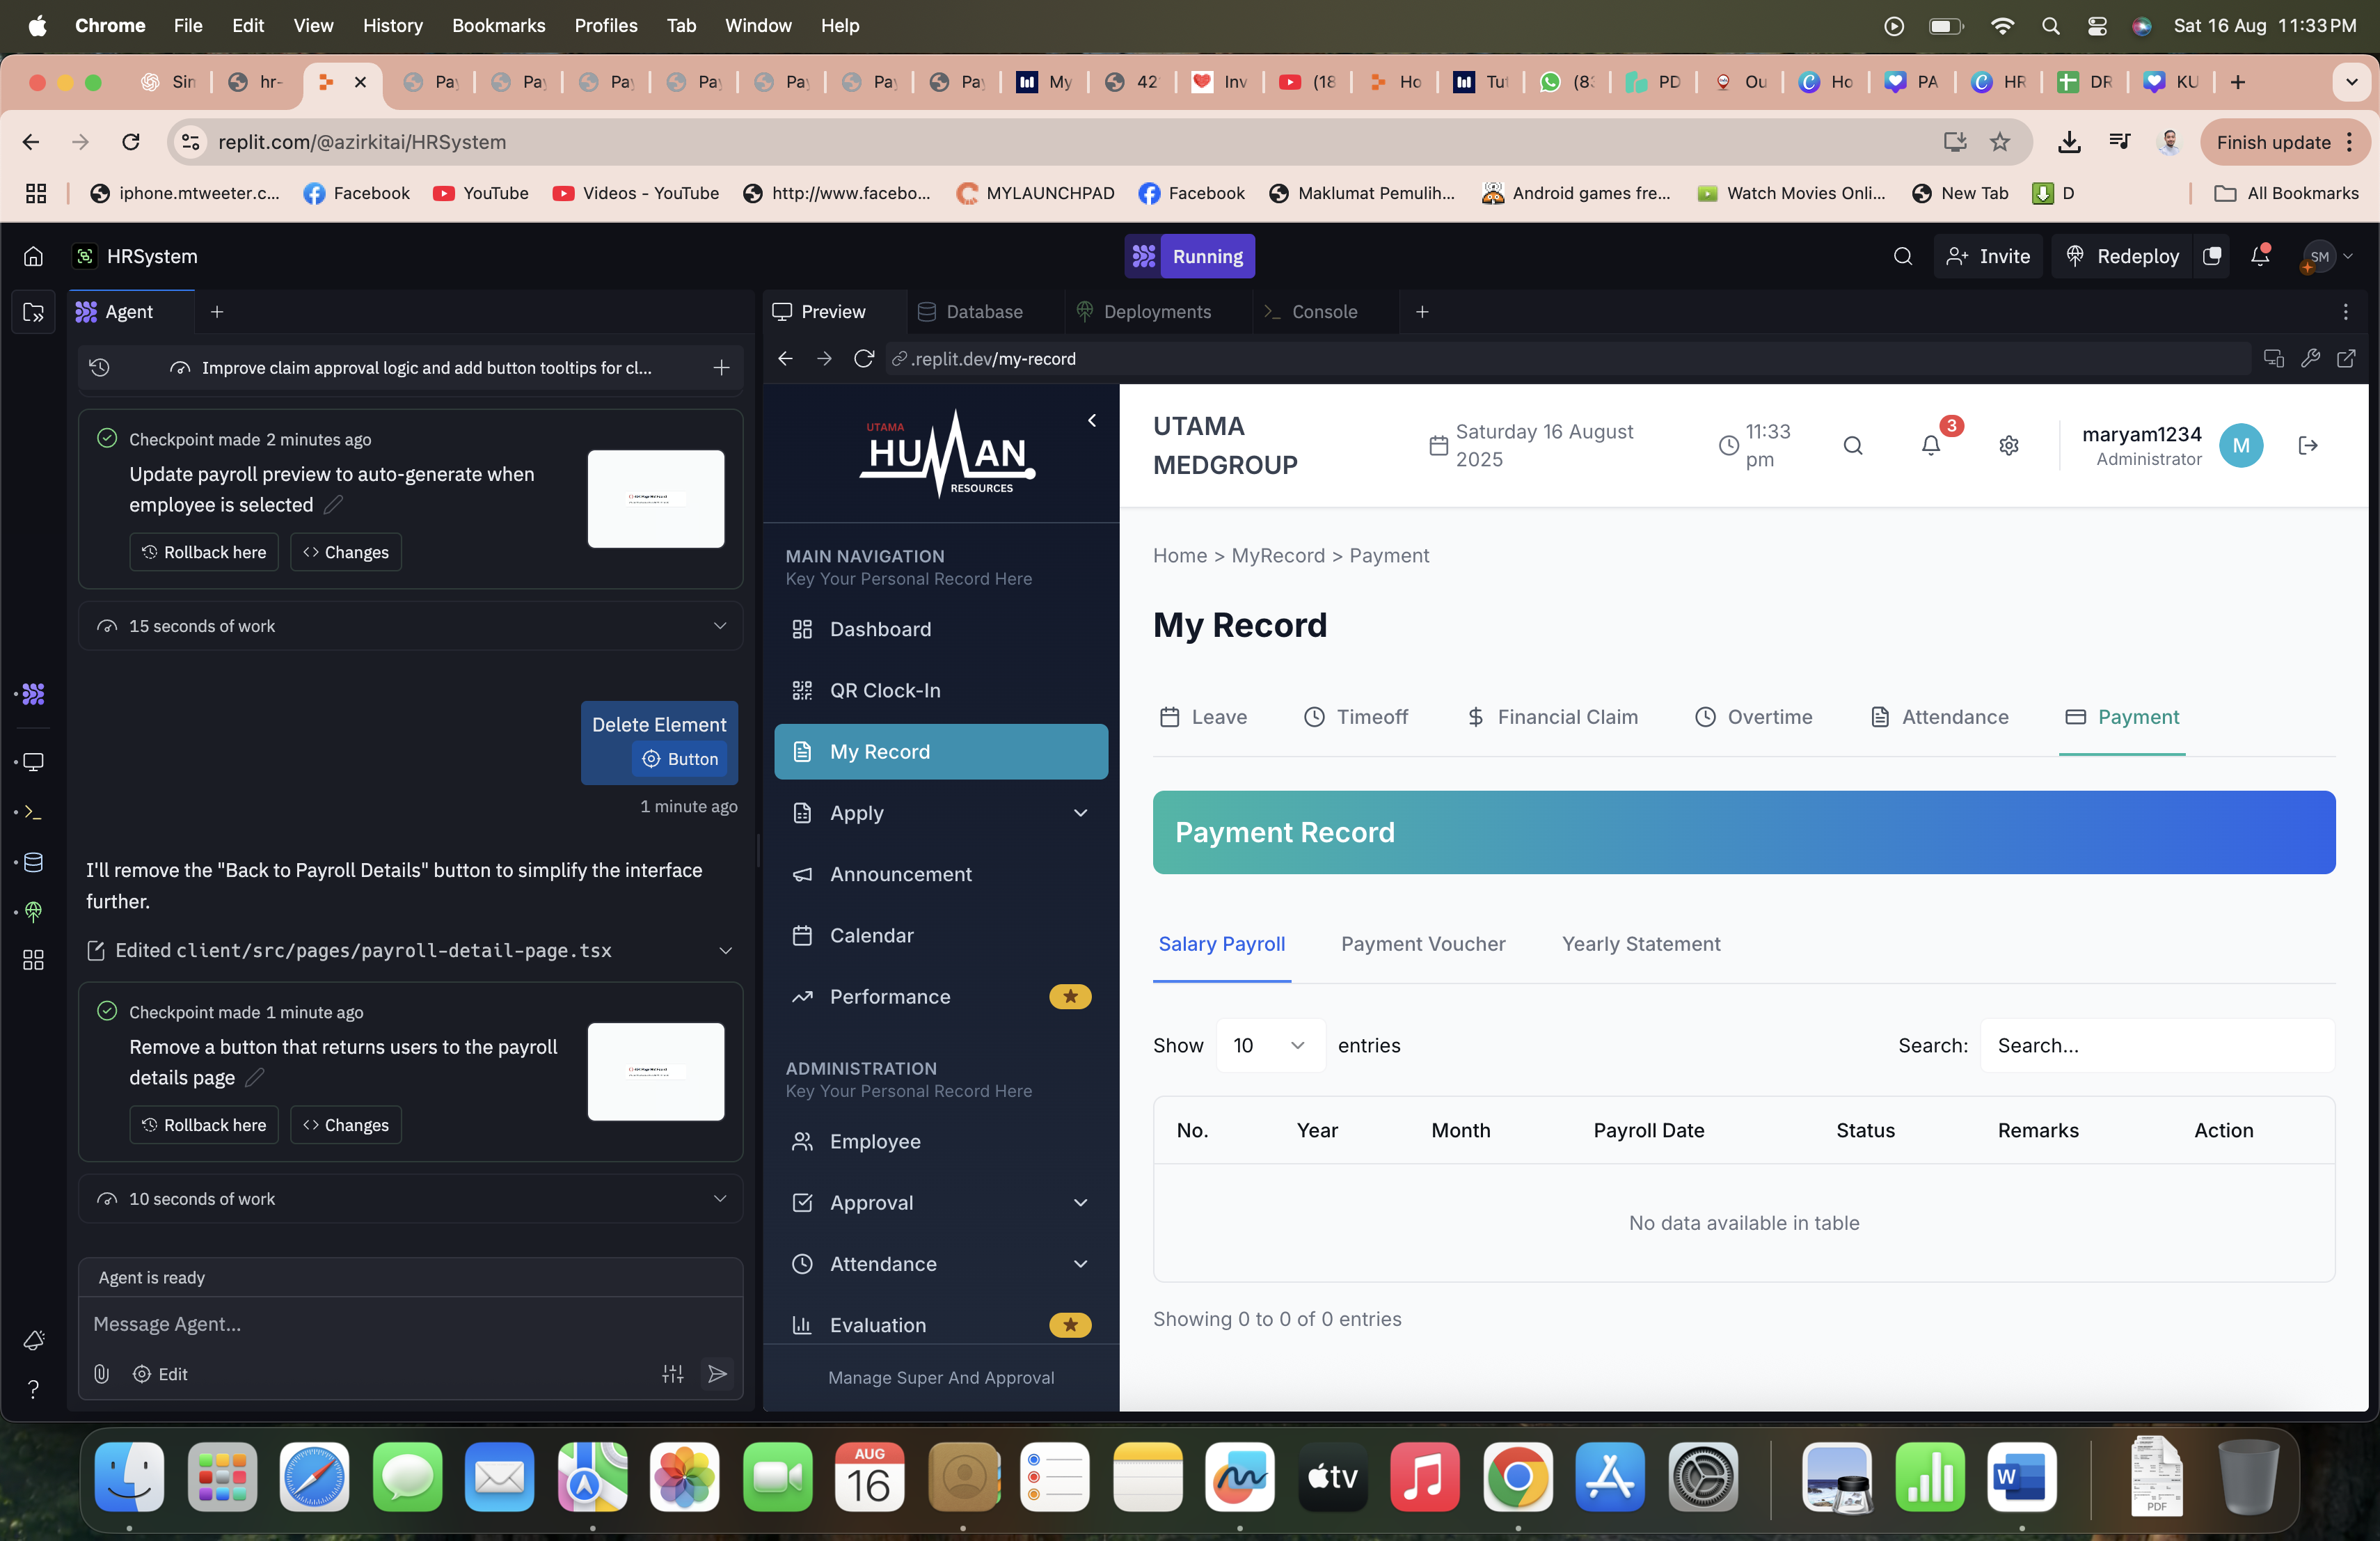 Chrome File Edit View History Bookmarks Profiles Tab Window Help
Sat 16 Aug 11:33 PM
Sin hr- Pay Pay Pay Pay Pay Pay Pay My 42 Inv (18 Ho Tut (8 PD Ou Ho PA HR DR KU
replit.com/@azirkitai/HRSystem
Finish update
iphone.mtweeter.c... Facebook YouTube Videos - YouTube http://www.facebo... MYLAUNCHPAD Facebook Maklumat Pemulih... Android games fre... Watch Movies Onli... New Tab D All Bookmarks
HRSystem
Running
Invite
Redeploy
SM
Agent
Improve claim approval logic and add button tooltips for cl...
Checkpoint made 2 minutes ago
Update payroll preview to auto-generate when
employee is selected
Rollback here
Changes
15 seconds of work
Delete Element
Button
1 minute ago
I'll remove the "Back to Payroll Details" button to simplify the interface
further.
Edited client/src/pages/payroll-detail-page.tsx
Checkpoint made 1 minute ago
Remove a button that returns users to the payroll
details page
Rollback here
Changes
10 seconds of work
Agent is ready
Message Agent...
Edit
Preview Database Deployments Console
.replit.dev/my-record
UTAMA
HUMAN
RESOURCES
MAIN NAVIGATION
Key Your Personal Record Here
Dashboard
QR Clock-In
My Record
Apply
Announcement
Calendar
Performance
ADMINISTRATION
Key Your Personal Record Here
Employee
Approval
Attendance
Evaluation
Manage Super And Approval
UTAMA
MEDGROUP
Saturday 16 August
2025
11:33
pm
3
maryam1234
Administrator
M
Home > MyRecord > Payment
My Record
Leave Timeoff Financial Claim Overtime Attendance Payment
Payment Record
Salary Payroll Payment Voucher Yearly Statement
Show 10 entries
Search: Search...
No. Year Month Payroll Date Status Remarks Action
No data available in table
Showing 0 to 0 of 0 entries
AUG
16
tv
W
PDF